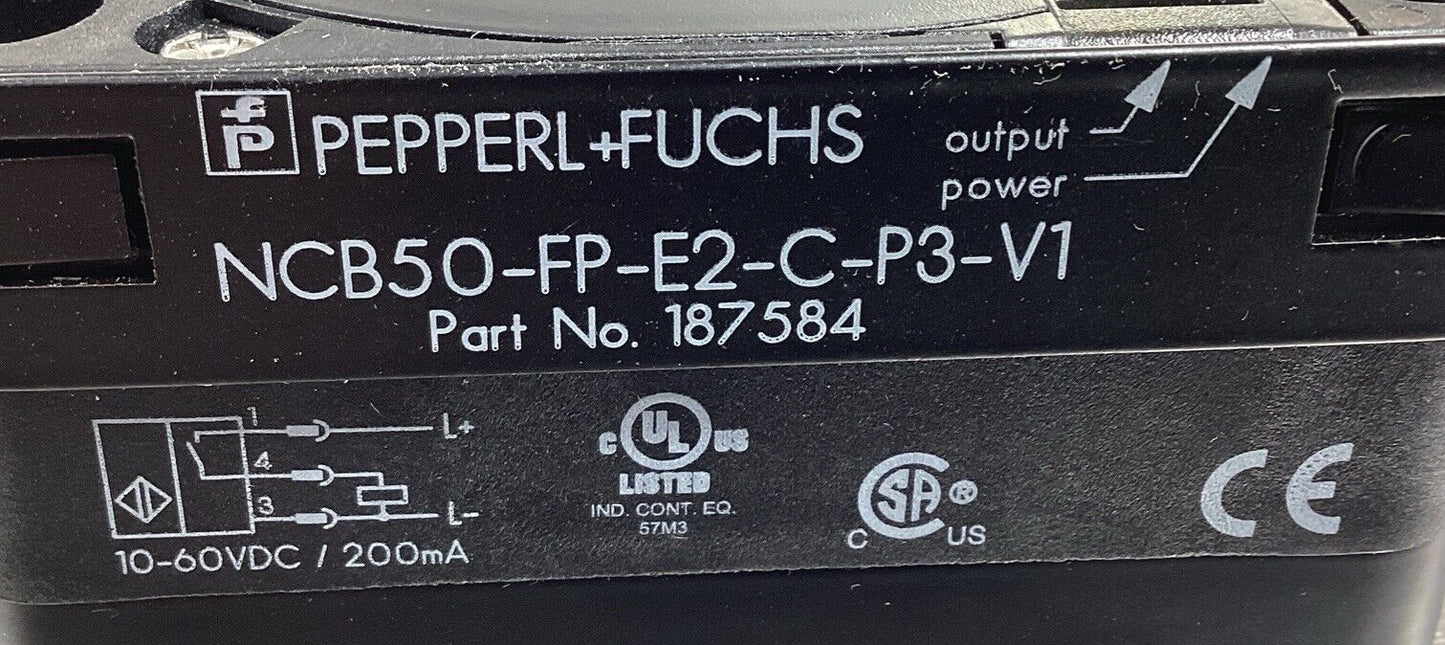 PEPPERL+FUCHS
output
power
NCB50-FP-E2-C-P3-V1
Part No. 187584
1
L+
4
3
L-
10-60VDC / 200mA
C UL US
LISTED
IND. CONT. EQ.
57M3
C SA ®
C US
CE